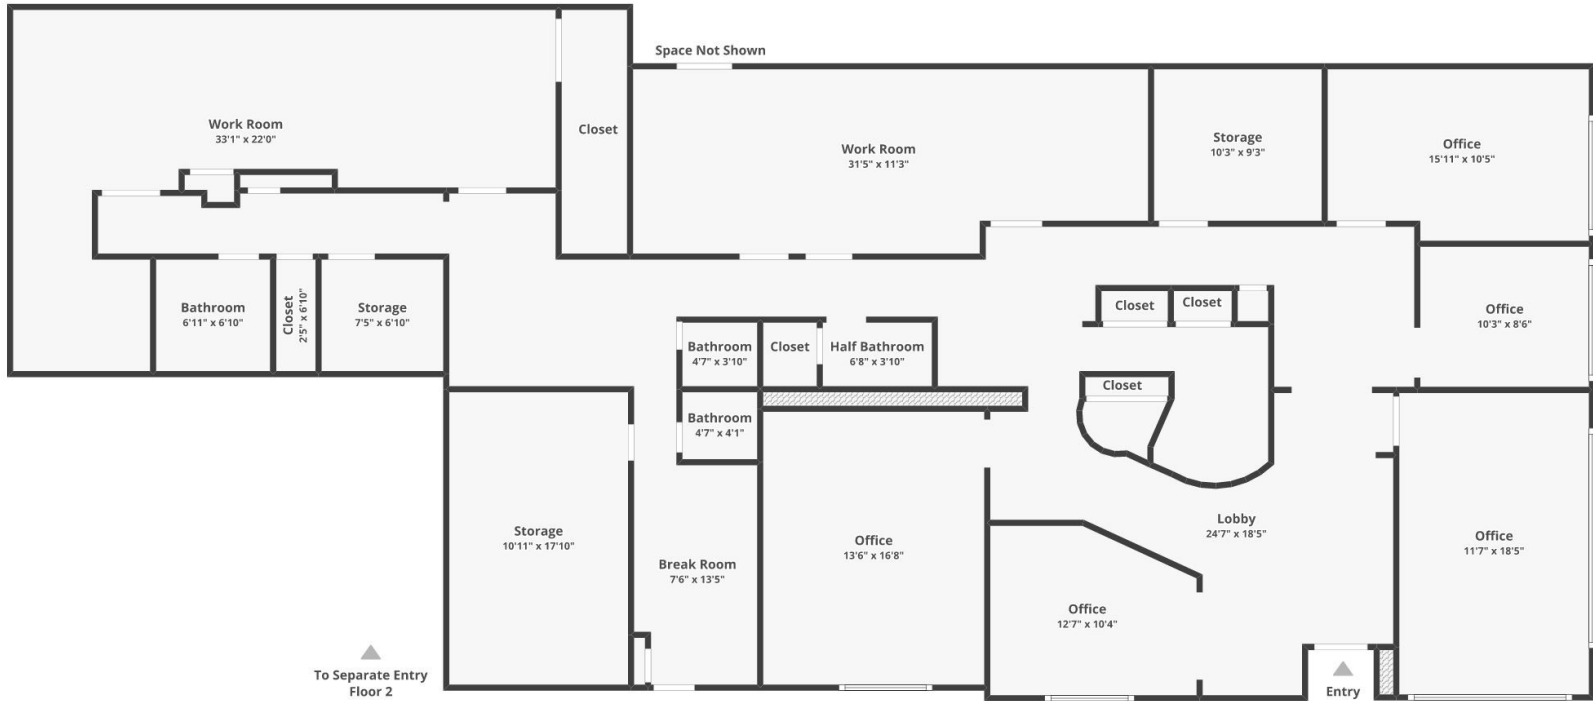 Space Not Shown
Work Room
33'1" x 22'0"
Closet
Work Room
31'5" x 11'3"
Storage
10'3" x 9'3"
Office
15'11" x 10'5"
Bathroom
6'11" x 6'10"
Closet
2'5" x 6'10"
Storage
7'5" x 6'10"
Closet
Closet
Office
10'3" x 8'6"
Bathroom
4'7" x 3'10"
Closet
Half Bathroom
6'8" x 3'10"
Closet
Bathroom
4'7" x 4'1"
Storage
10'11" x 17'10"
Break Room
7'6" x 13'5"
Office
13'6" x 16'8"
Lobby
24'7" x 18'5"
Office
11'7" x 18'5"
Office
12'7" x 10'4"
To Separate Entry
Floor 2
Entry